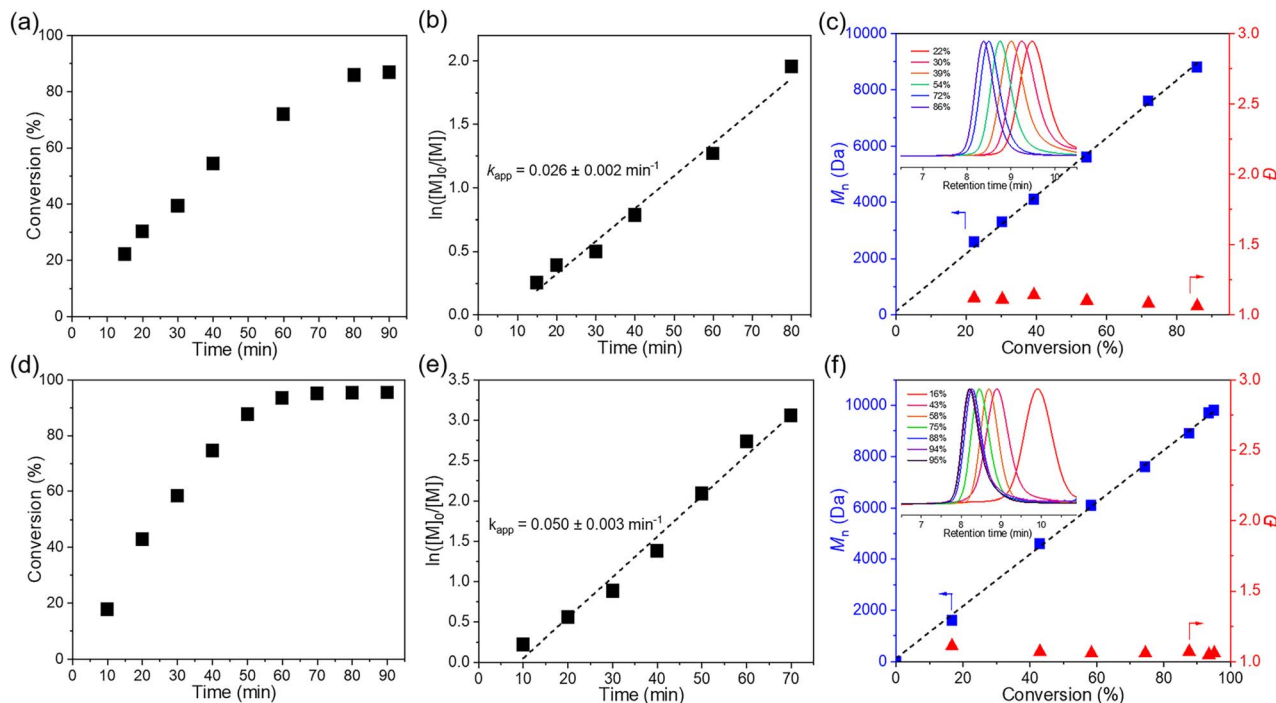 (a)
100
80
60
40
20
0
Conversion (%)
0 10 20 30 40 50 60 70 80 90
Time (min)
(b)
2.0
1.5
1.0
0.5
0.0
ln([M]0/[M])
kapp = 0.026 ± 0.002 min-1
0 10 20 30 40 50 60 70 80
Time (min)
(c)
10000
8000
6000
4000
2000
0
Mn (Da)
22%
30%
39%
54%
72%
86%
7 8 9 10
Retention time (min)
3.0
2.5
2.0
1.5
1.0
Đ
0 20 40 60 80
Conversion (%)
(d)
100
80
60
40
20
0
Conversion (%)
0 10 20 30 40 50 60 70 80 90
Time (min)
(e)
3.5
3.0
2.5
2.0
1.5
1.0
0.5
0.0
ln([M]0/[M])
kapp = 0.050 ± 0.003 min-1
0 10 20 30 40 50 60 70 80
Time (min)
(f)
10000
8000
6000
4000
2000
0
Mn (Da)
16%
43%
58%
75%
88%
94%
95%
7 8 9 10
Retention time (min)
3.0
2.5
2.0
1.5
1.0
Đ
0 20 40 60 80 100
Conversion (%)